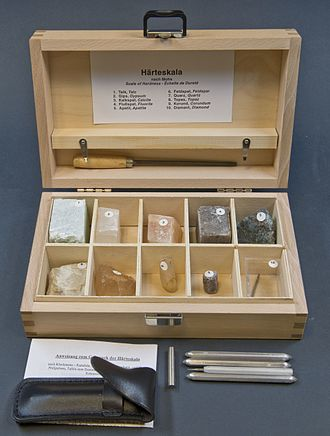 Härteskala
nach Mohs
Scale of Hardness - Echelle de Dureté
1. Talk, Talc 6. Feldspat, Feldspar
2. Gips, Gypsum 7. Quarz, Quartz
3. Kalkspat, Calcite 8. Topas, Topaz
4. Flußspat, Fluorite 9. Korund, Corundum
5. Apatit, Apatite 10. Diamant, Diamond
Anweisung zum Gebrauch der Härteskala